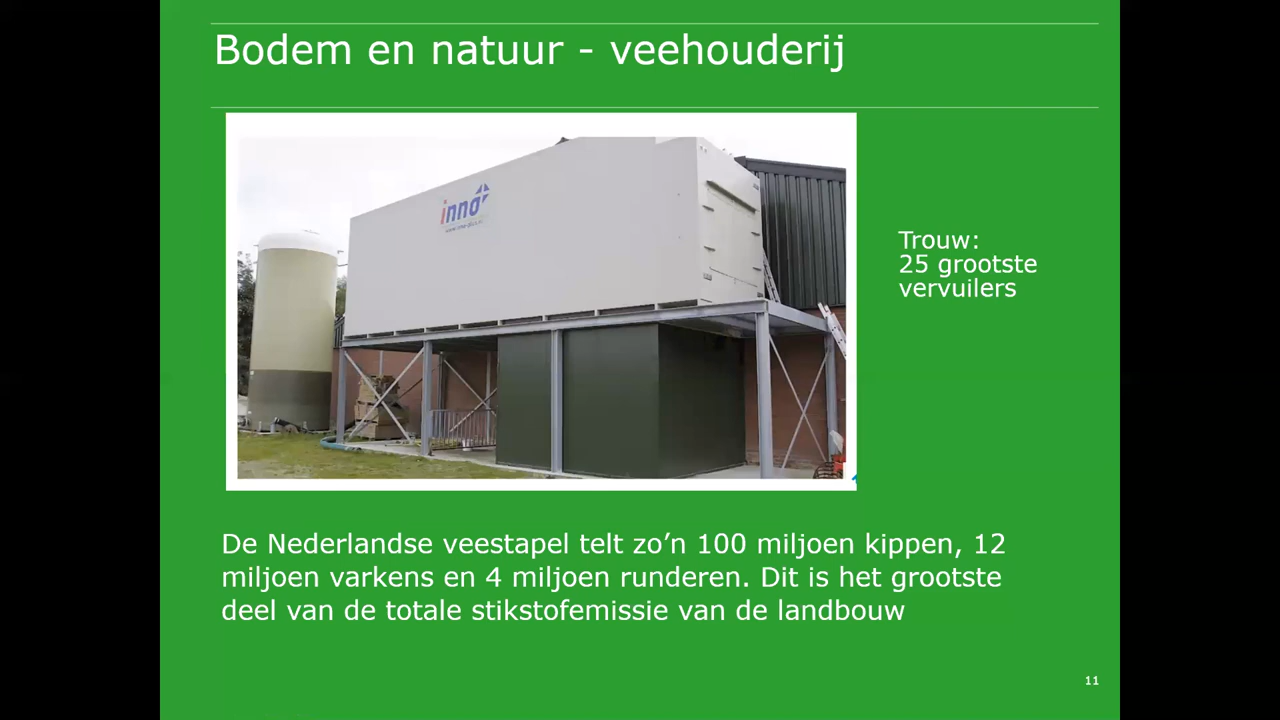 Bodem en natuur - veehouderij
inno+
Trouw:
25 grootste
vervuilers
De Nederlandse veestapel telt zo’n 100 miljoen kippen, 12
miljoen varkens en 4 miljoen runderen. Dit is het grootste
deel van de totale stikstofemissie van de landbouw
11